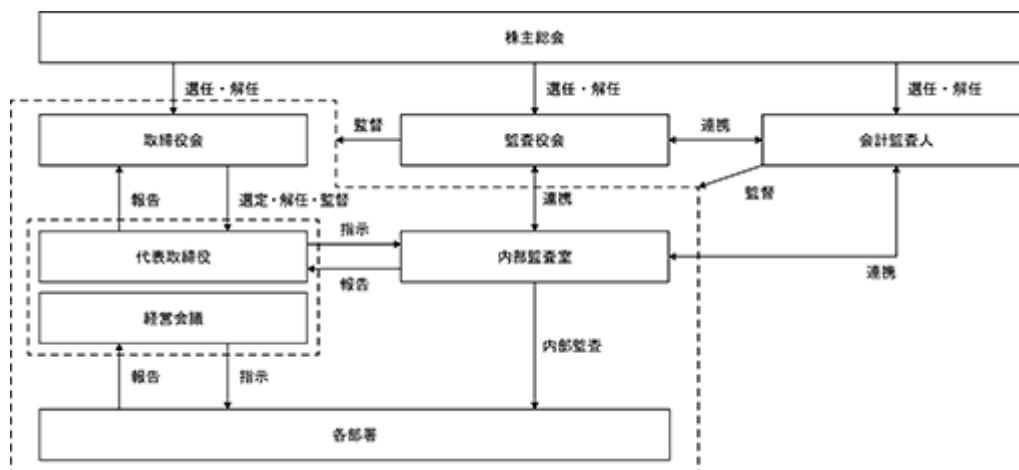 株主総会
選任・解任
選任・解任
選任・解任
取締役会
監督
監査役会
連携
会計監査人
報告
選定・解任・監督
連携
監督
代表取締役
指示
報告
内部監査室
連携
経営会議
報告
指示
内部監査
各部署